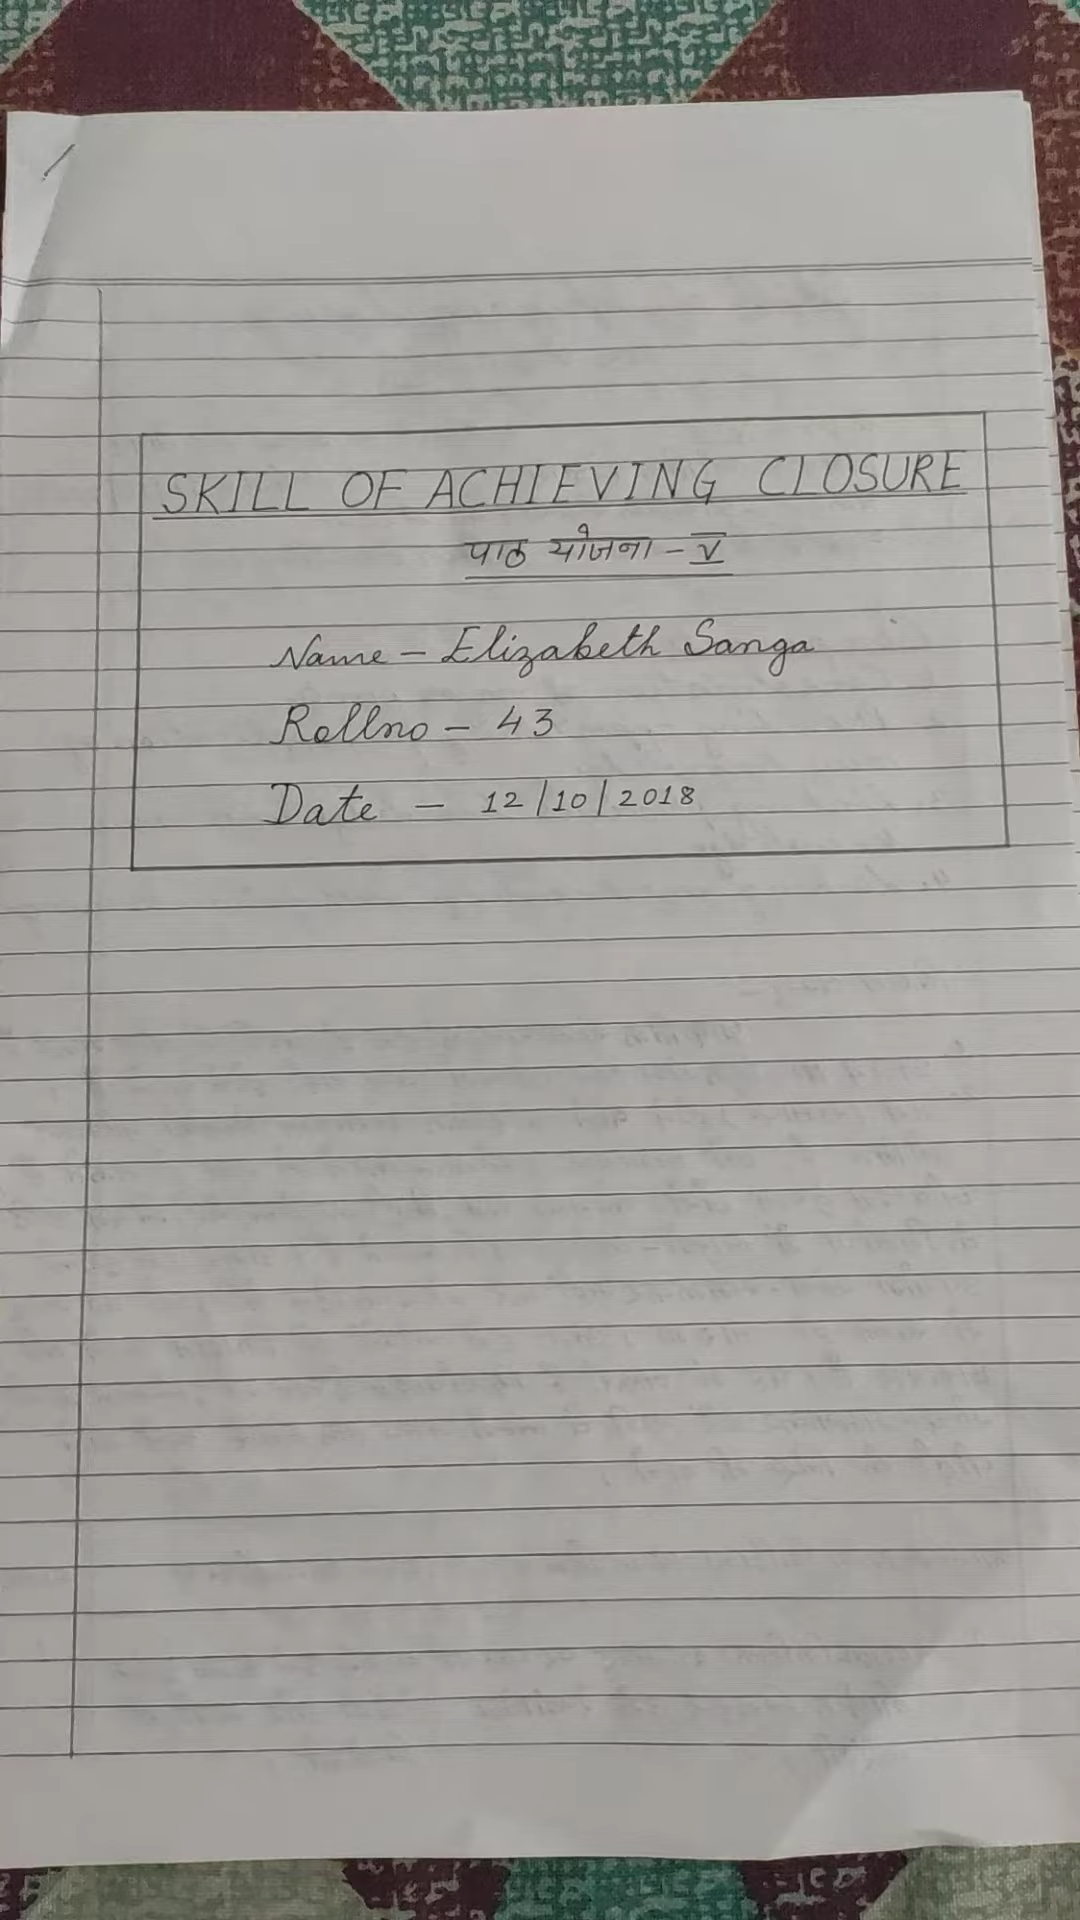 SKILL OF ACHIEVING CLOSURE
पाठ योजना - V
Name - Elizabeth Sanga
Rollno - 43
Date - 12/10/2018